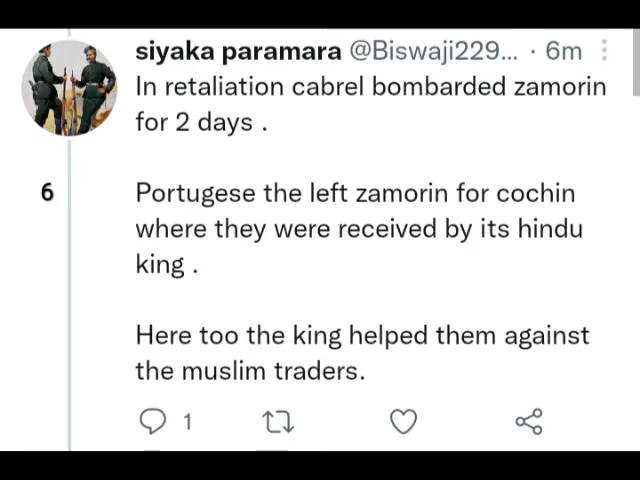 siyaka paramara @Biswaji229... · 6m
In retaliation cabrel bombarded zamorin
for 2 days .
6
Portugese the left zamorin for cochin
where they were received by its hindu
king .
Here too the king helped them against
the muslim traders.
1